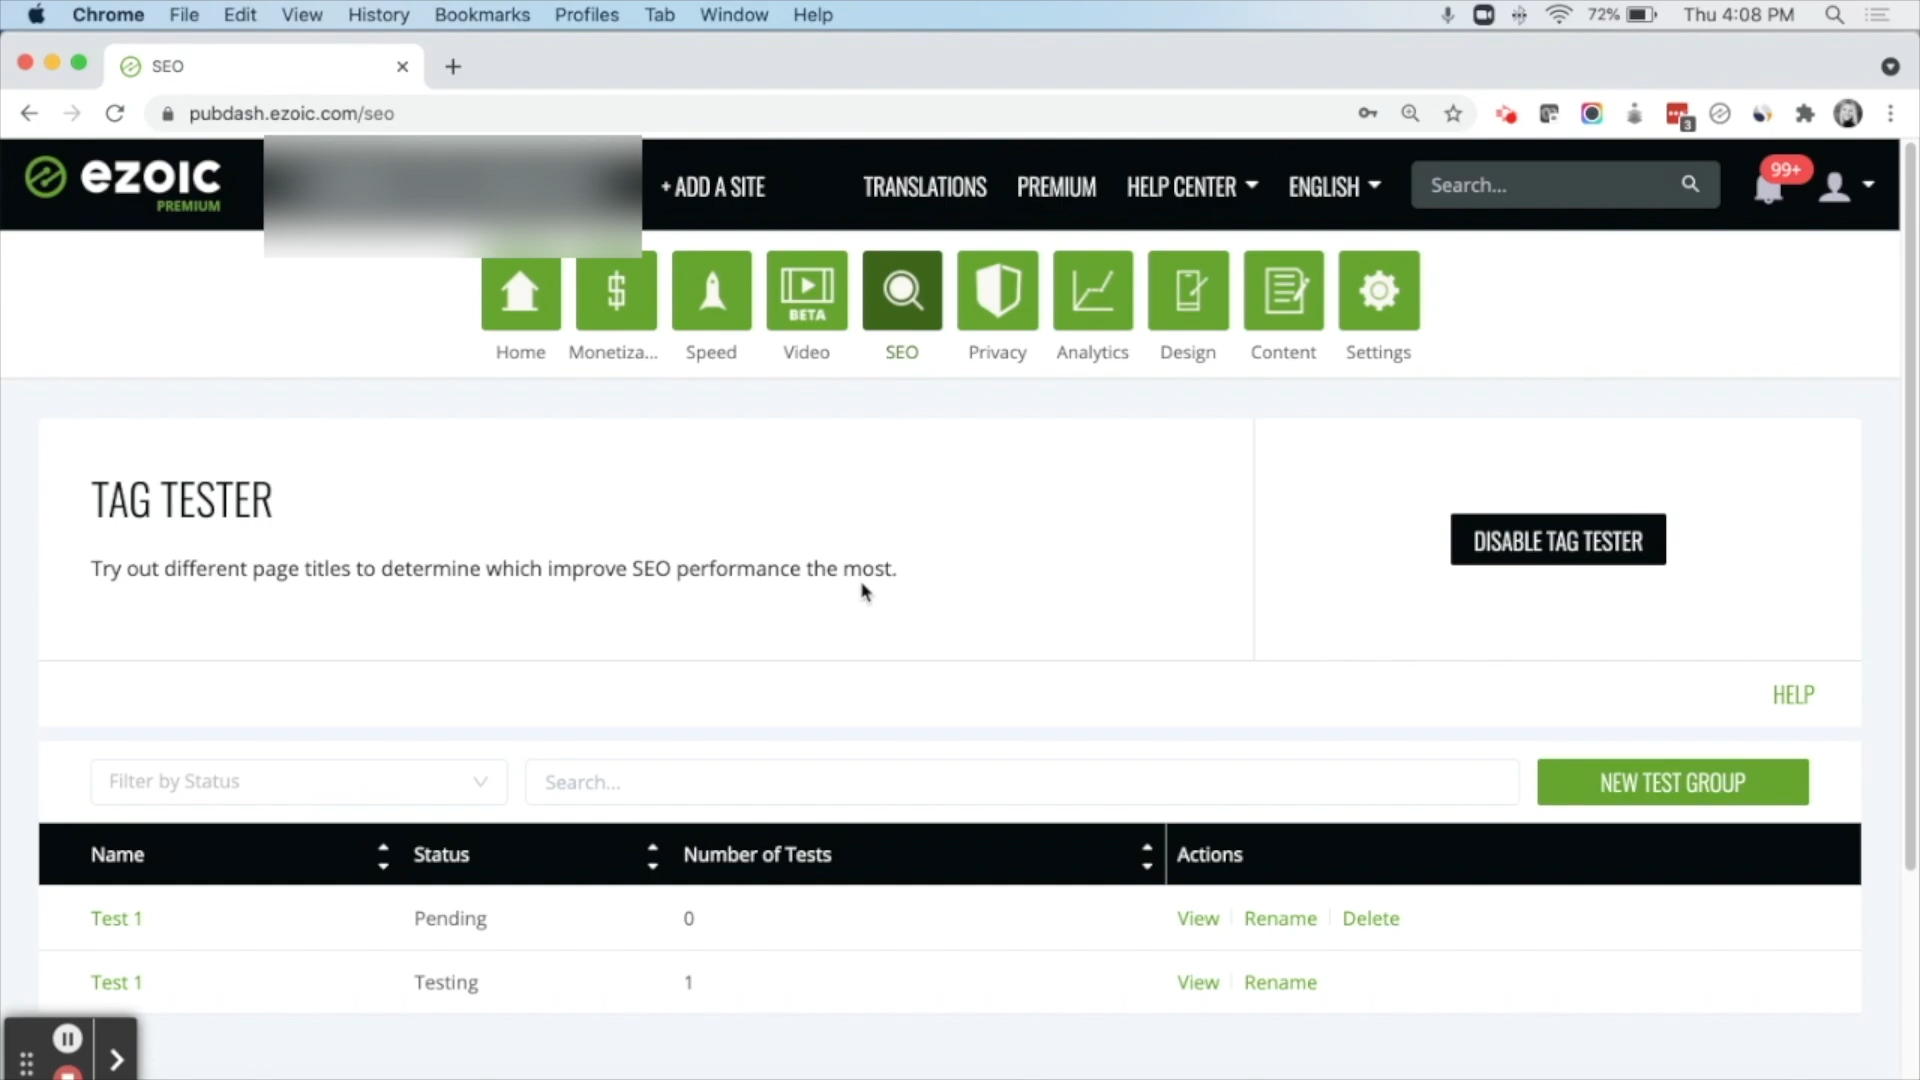 Chrome File Edit View History Bookmarks Profiles Tab Window Help 72% Thu 4:08 PM
SEO
pubdash.ezoic.com/seo 3
ezoic
PREMIUM
+ ADD A SITE TRANSLATIONS PREMIUM HELP CENTER ENGLISH Search... 99+
BETA
Home Monetiza... Speed Video SEO Privacy Analytics Design Content Settings
TAG TESTER
Try out different page titles to determine which improve SEO performance the most.
DISABLE TAG TESTER
HELP
Filter by Status Search... NEW TEST GROUP
Name Status Number of Tests Actions
Test 1 Pending 0 View Rename Delete
Test 1 Testing 1 View Rename